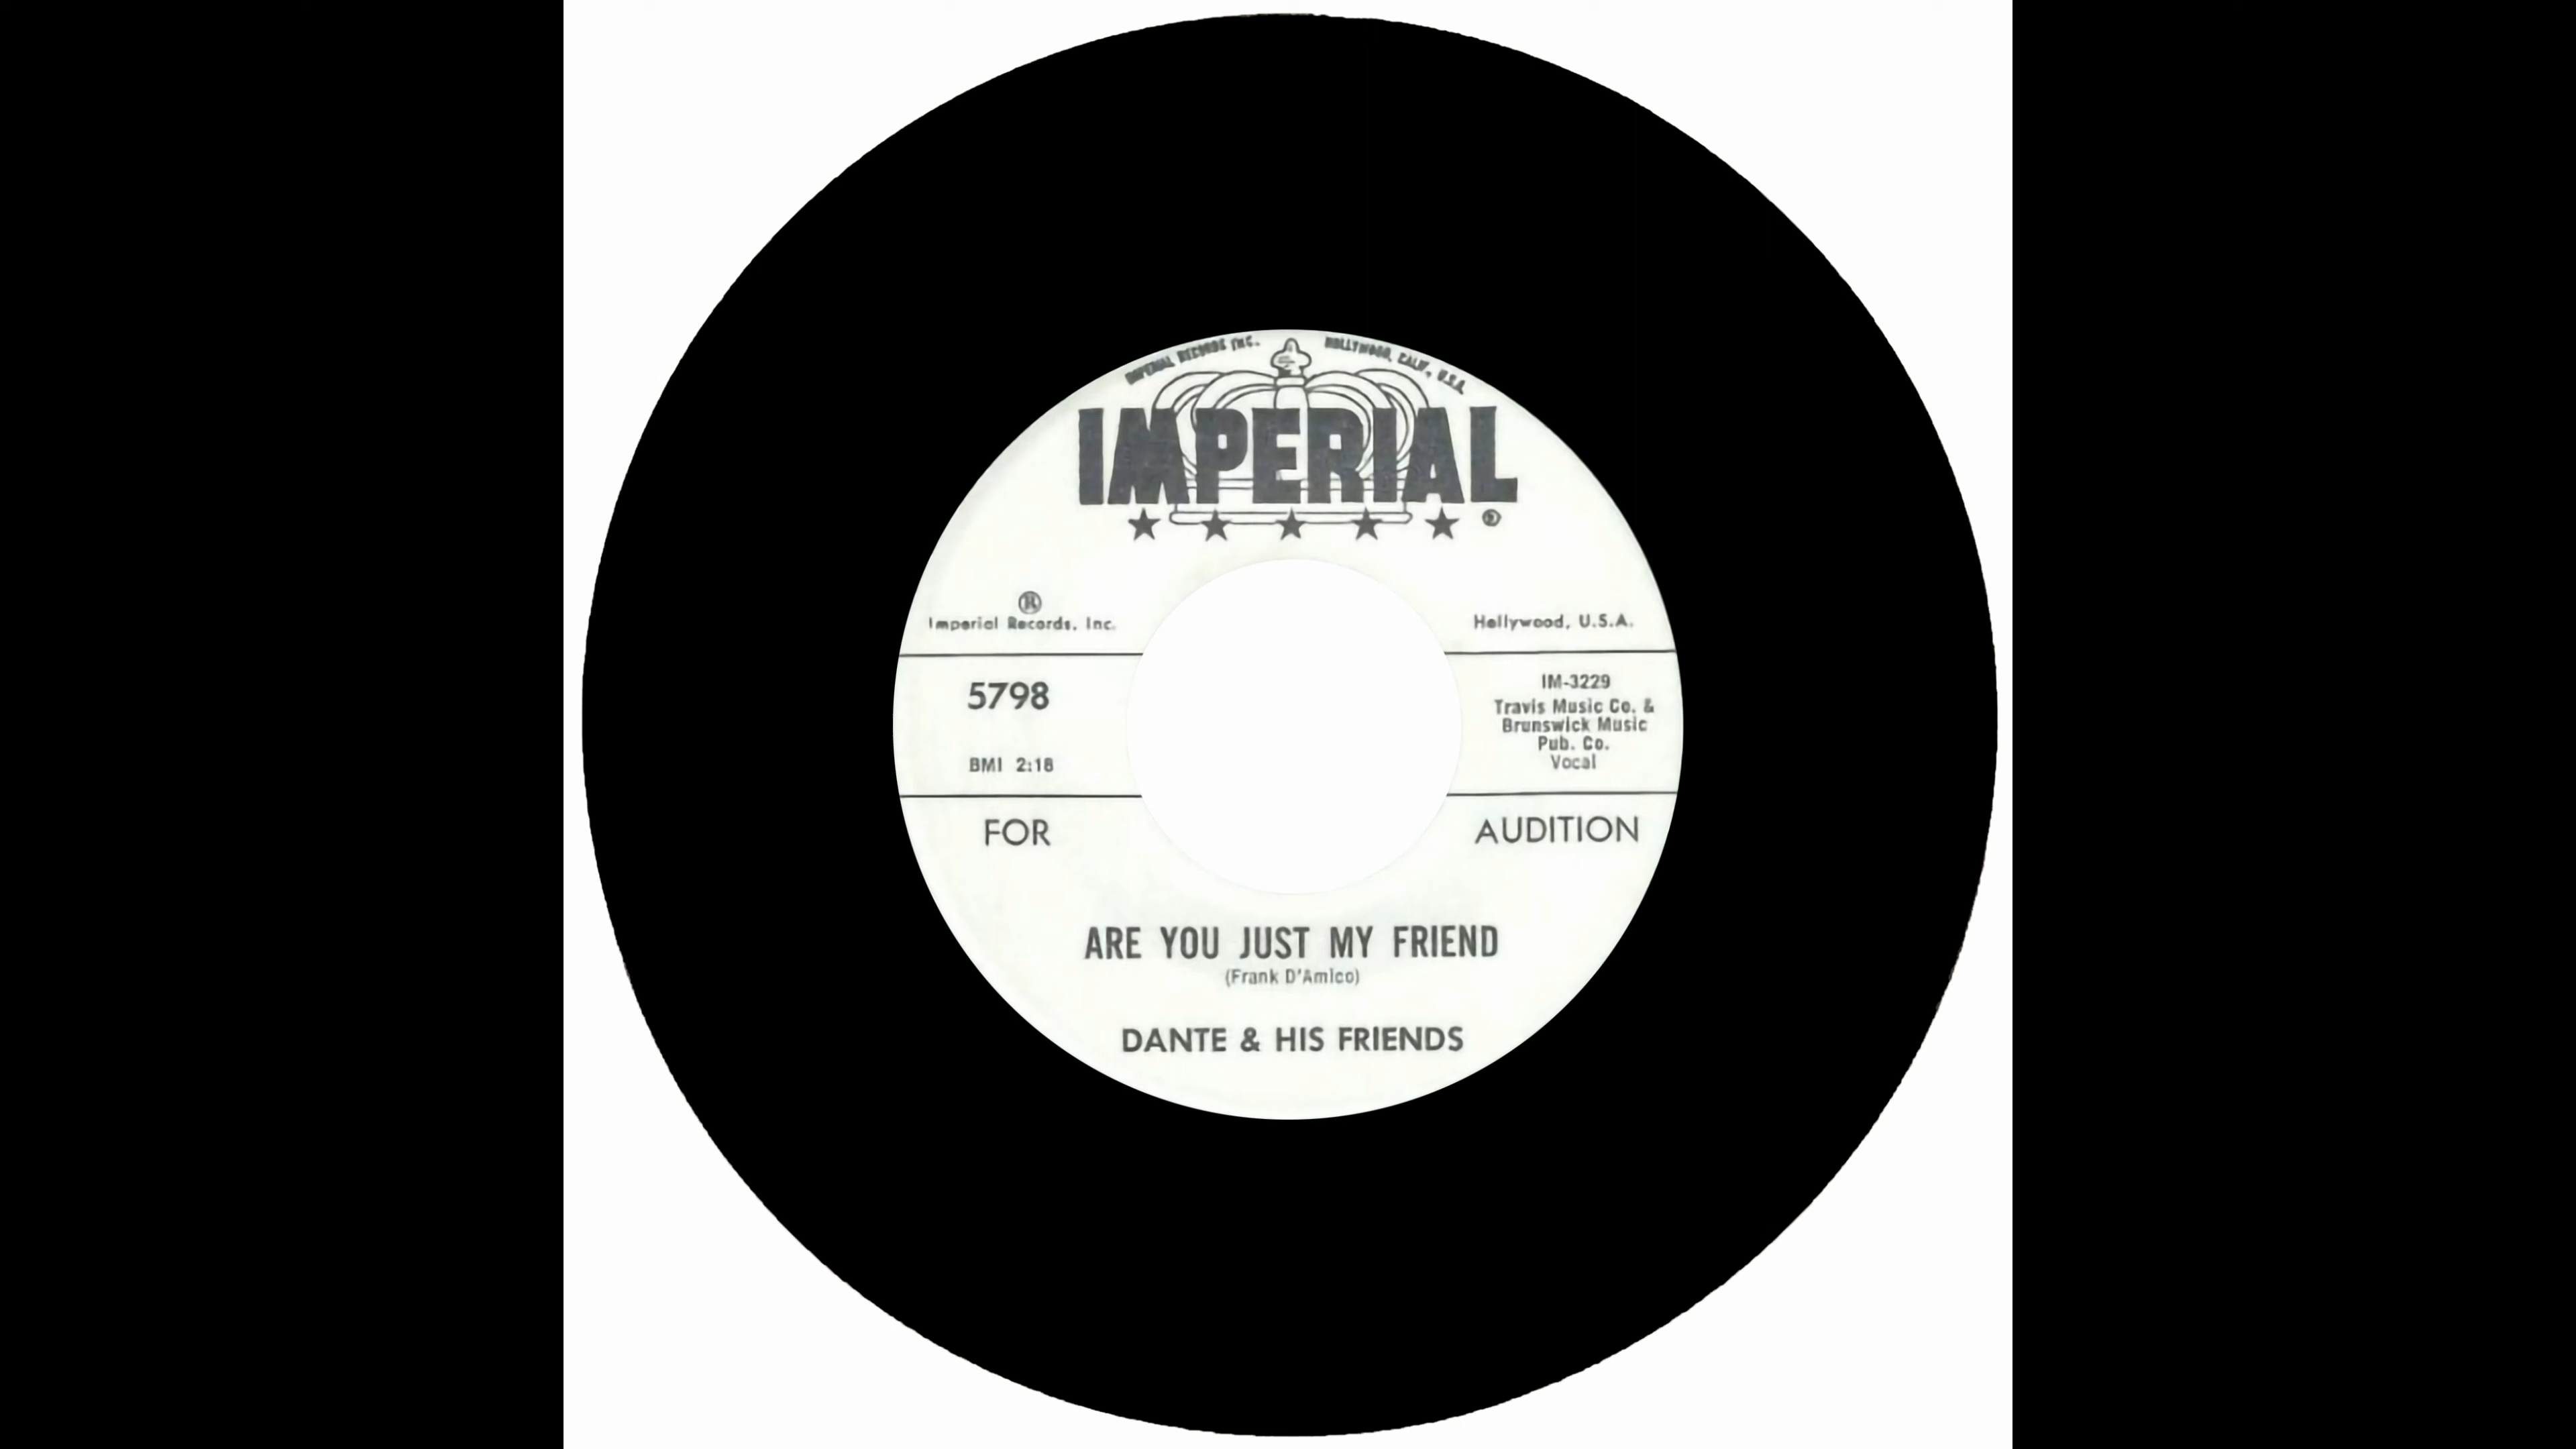 IMPERIAL RECORDS INC. HOLLYWOOD, CALIF., U.S.A.
IMPERIAL
®
Imperial Records, Inc. Hollywood, U.S.A.
5798
BMI 2:18
IM-3229
Travis Music Co. &
Brunswick Music
Pub. Co.
Vocal
FOR AUDITION
ARE YOU JUST MY FRIEND
(Frank D'Amico)
DANTE & HIS FRIENDS